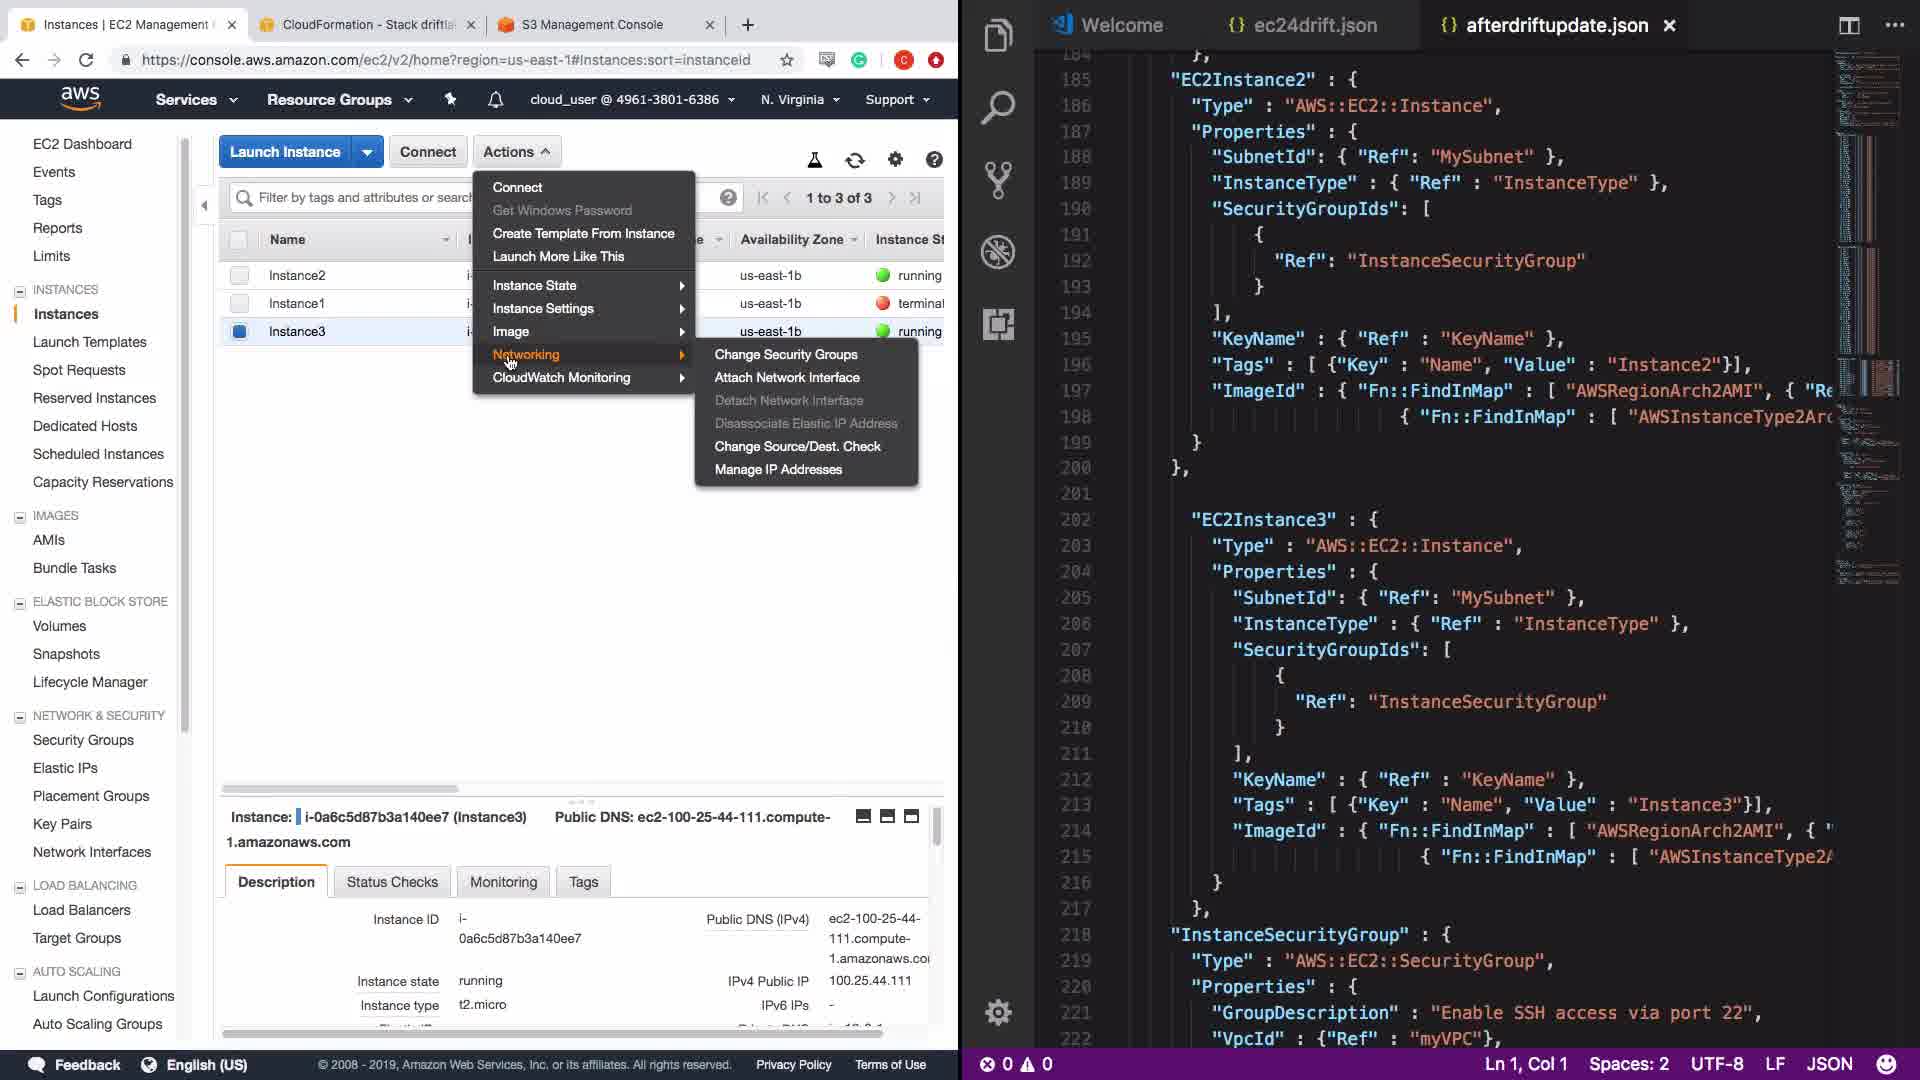 Instances | EC2 Management
CloudFormation - Stack driftla
S3 Management Console
https://console.aws.amazon.com/ec2/v2/home?region=us-east-1#Instances:sort=instanceId
aws
Services
Resource Groups
cloud_user @ 4961-3801-6386
N. Virginia
Support
EC2 Dashboard
Events
Tags
Reports
Limits
INSTANCES
Instances
Launch Templates
Spot Requests
Reserved Instances
Dedicated Hosts
Scheduled Instances
Capacity Reservations
IMAGES
AMIs
Bundle Tasks
ELASTIC BLOCK STORE
Volumes
Snapshots
Lifecycle Manager
NETWORK & SECURITY
Security Groups
Elastic IPs
Placement Groups
Key Pairs
Network Interfaces
LOAD BALANCING
Load Balancers
Target Groups
AUTO SCALING
Launch Configurations
Auto Scaling Groups
Launch Instance
Connect
Actions
Filter by tags and attributes or search
1 to 3 of 3
Name
Availability Zone
Instance St
Instance2 i- us-east-1b running
Instance1 i- us-east-1b terminat
Instance3 i- us-east-1b running
Connect
Get Windows Password
Create Template From Instance
Launch More Like This
Instance State
Instance Settings
Image
Networking
CloudWatch Monitoring
Change Security Groups
Attach Network Interface
Detach Network Interface
Disassociate Elastic IP Address
Change Source/Dest. Check
Manage IP Addresses
Instance: i-0a6c5d87b3a140ee7 (Instance3) Public DNS: ec2-100-25-44-111.compute-
1.amazonaws.com
Description
Status Checks
Monitoring
Tags
Instance ID i-
0a6c5d87b3a140ee7
Instance state running
Instance type t2.micro
Public DNS (IPv4) ec2-100-25-44-
111.compute-
1.amazonaws.co
IPv4 Public IP 100.25.44.111
IPv6 IPs -
Feedback
English (US)
© 2008 - 2019, Amazon Web Services, Inc. or its affiliates. All rights reserved.
Privacy Policy
Terms of Use
Welcome
{} ec24drift.json
{} afterdriftupdate.json
184 },
185 "EC2Instance2" : {
186 "Type" : "AWS::EC2::Instance",
187 "Properties" : {
188 "SubnetId": { "Ref": "MySubnet" },
189 "InstanceType" : { "Ref" : "InstanceType" },
190 "SecurityGroupIds": [
191 {
192 "Ref": "InstanceSecurityGroup"
193 }
194 ],
195 "KeyName" : { "Ref" : "KeyName" },
196 "Tags" : [ {"Key" : "Name", "Value" : "Instance2"}],
197 "ImageId" : { "Fn::FindInMap" : [ "AWSRegionArch2AMI", { "Re
198 { "Fn::FindInMap" : [ "AWSInstanceType2Arc
199 }
200 },
201
202 "EC2Instance3" : {
203 "Type" : "AWS::EC2::Instance",
204 "Properties" : {
205 "SubnetId": { "Ref": "MySubnet" },
206 "InstanceType" : { "Ref" : "InstanceType" },
207 "SecurityGroupIds": [
208 {
209 "Ref": "InstanceSecurityGroup"
210 }
211 ],
212 "KeyName" : { "Ref" : "KeyName" },
213 "Tags" : [ {"Key" : "Name", "Value" : "Instance3"}],
214 "ImageId" : { "Fn::FindInMap" : [ "AWSRegionArch2AMI", { "
215 { "Fn::FindInMap" : [ "AWSInstanceType2A
216 }
217 },
218 "InstanceSecurityGroup" : {
219 "Type" : "AWS::EC2::SecurityGroup",
220 "Properties" : {
221 "GroupDescription" : "Enable SSH access via port 22",
222 "VpcId" : {"Ref" : "myVPC"},
0 0
Ln 1, Col 1
Spaces: 2
UTF-8
LF
JSON